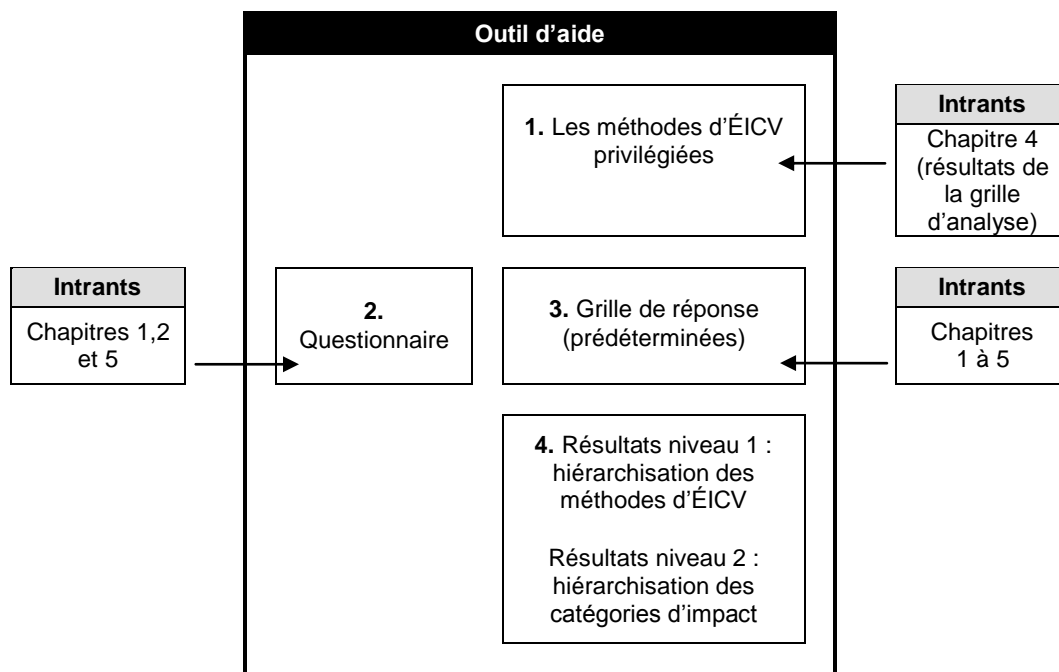 Outil d’aide
1. Les méthodes d’ÉICV
privilégiées
Intrants
Chapitre 4
(résultats de
la grille
d’analyse)
Intrants
Chapitres 1,2
et 5
2.
Questionnaire
3. Grille de réponse
(prédéterminées)
Intrants
Chapitres
1 à 5
4. Résultats niveau 1 :
hiérarchisation des
méthodes d’ÉICV
Résultats niveau 2 :
hiérarchisation des
catégories d’impact